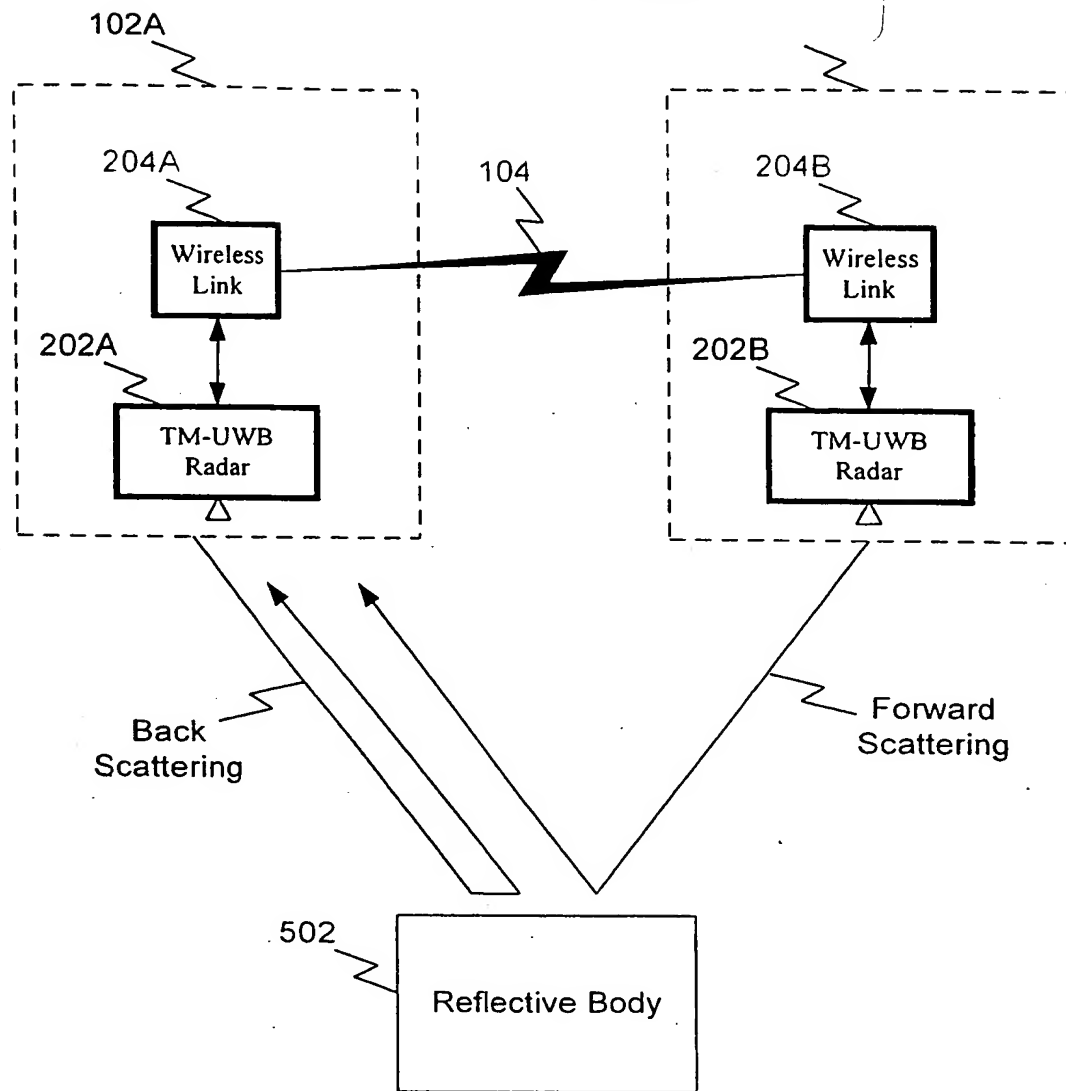 102A
204A
104
204B
Wireless
Link
Wireless
Link
202A
202B
TM-UWB
Radar
TM-UWB
Radar
Back
Scattering
Forward
Scattering
502
Reflective Body